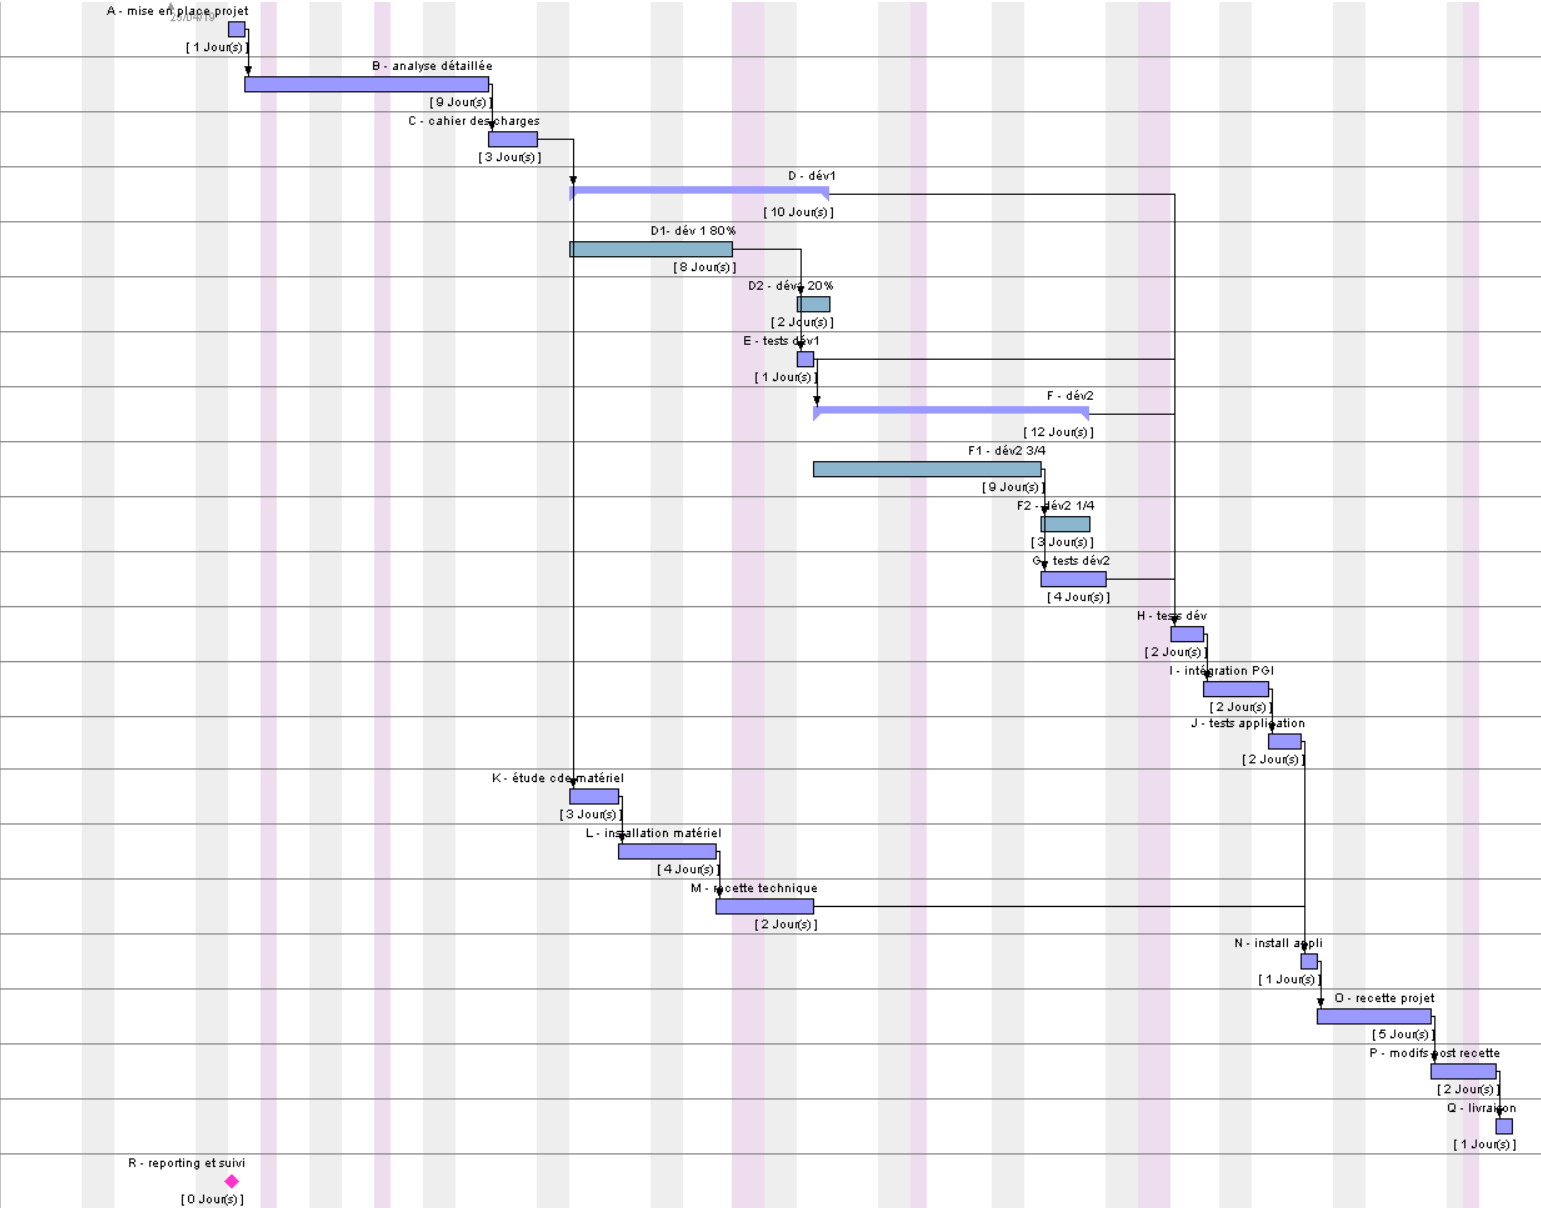 A - mise en place projet
25/04/19
[ 1 Jour(s) ]
B - analyse détaillée
[ 9 Jour(s) ]
C - cahier des charges
[ 3 Jour(s) ]
D - dév1
[ 10 Jour(s) ]
D1- dév 1 80%
[ 8 Jour(s) ]
D2 - dév1 20%
[ 2 Jour(s) ]
E - tests dév1
[ 1 Jour(s) ]
F - dév2
[ 12 Jour(s) ]
F1 - dév2 3/4
[ 9 Jour(s) ]
F2 - dév2 1/4
[ 3 Jour(s) ]
G - tests dév2
[ 4 Jour(s) ]
H - tests dév
[ 2 Jour(s) ]
I - intégration PGI
[ 2 Jour(s) ]
J - tests application
[ 2 Jour(s) ]
K - étude cde matériel
[ 3 Jour(s) ]
L - installation matériel
[ 4 Jour(s) ]
M - recette technique
[ 2 Jour(s) ]
N - install appli
[ 1 Jour(s) ]
O - recette projet
[ 5 Jour(s) ]
P - modifs post recette
[ 2 Jour(s) ]
Q - livraison
[ 1 Jour(s) ]
R - reporting et suivi
[ 0 Jour(s) ]